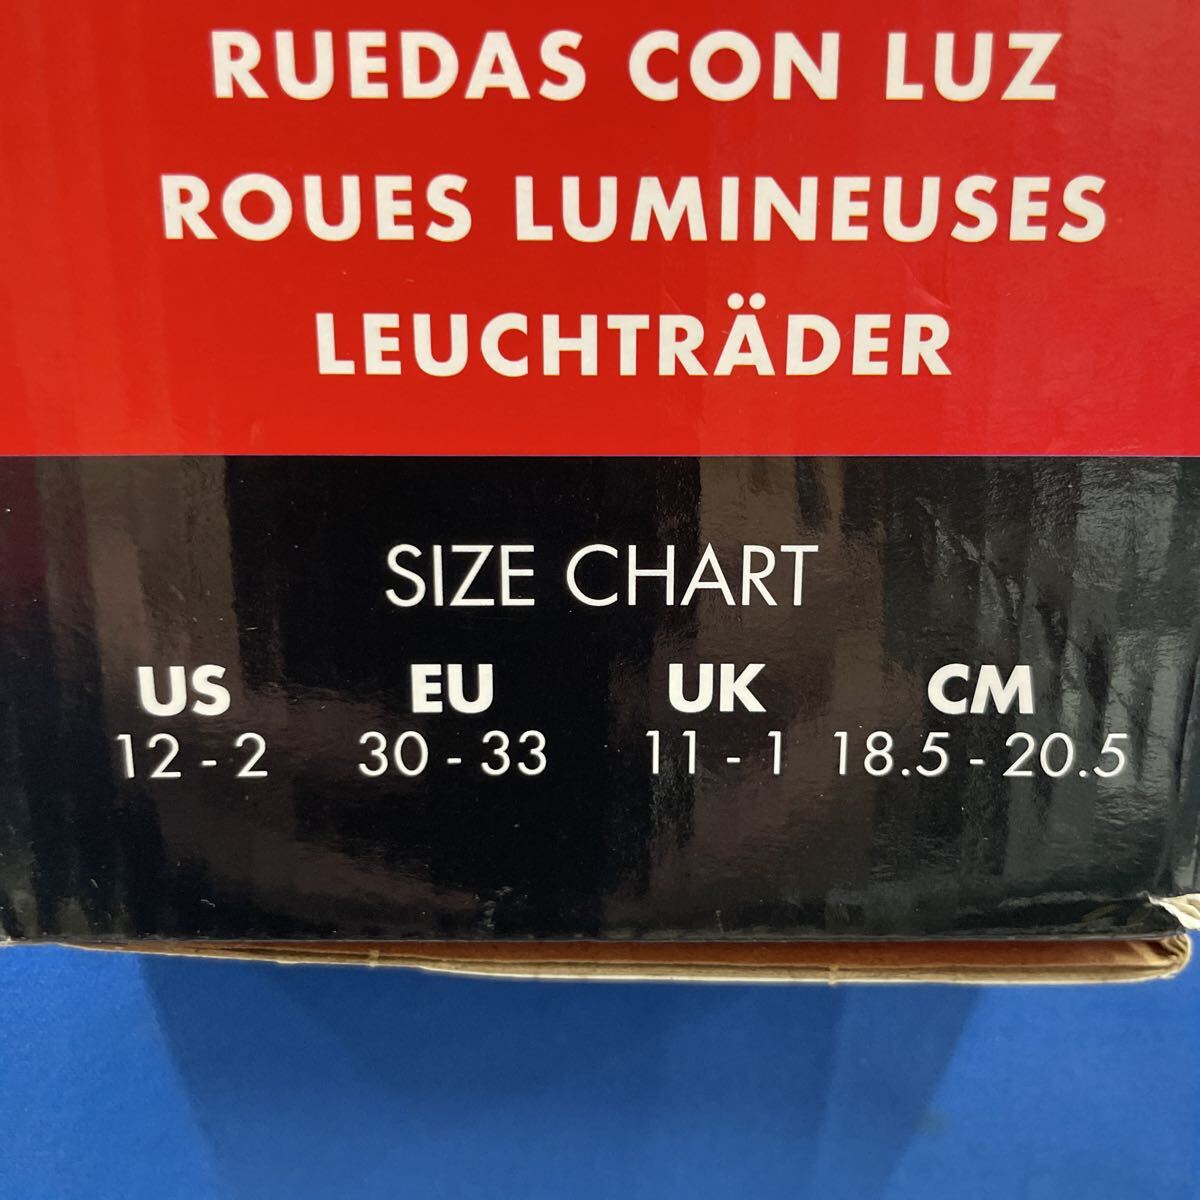 RUEDAS CON LUZ
ROUES LUMINEUSES
LEUCHTRÄDER
SIZE CHART
US EU UK CM
12 - 2 30 - 33 11 - 1 18.5 - 20.5